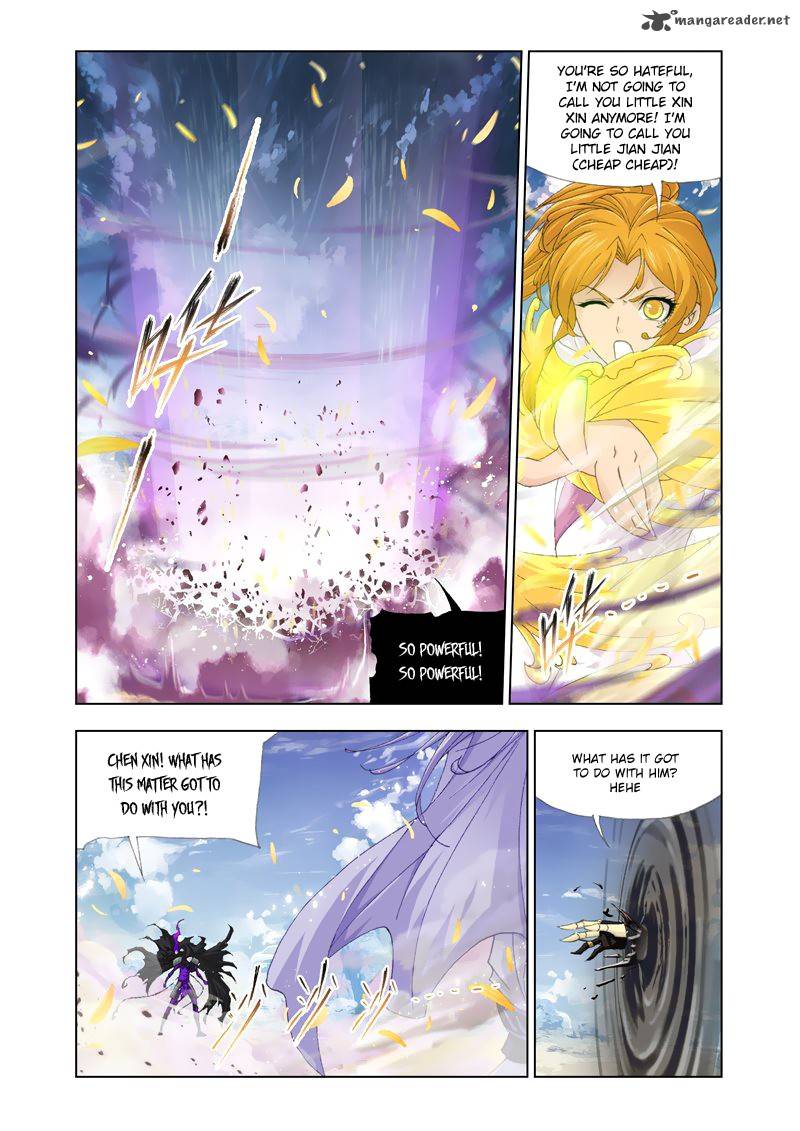 mangareader.net
YOU'RE SO HATEFUL,
I'M NOT GOING TO
CALL YOU LITTLE XIN
XIN ANYMORE! I'M
GOING TO CALL YOU
LITTLE JIAN JIAN
(CHEAP CHEAP)!
SO POWERFUL!
SO POWERFUL!
CHEN XIN! WHAT HAS
THIS MATTER GOT TO
DO WITH YOU?!
WHAT HAS IT GOT
TO DO WITH HIM?
HEHE